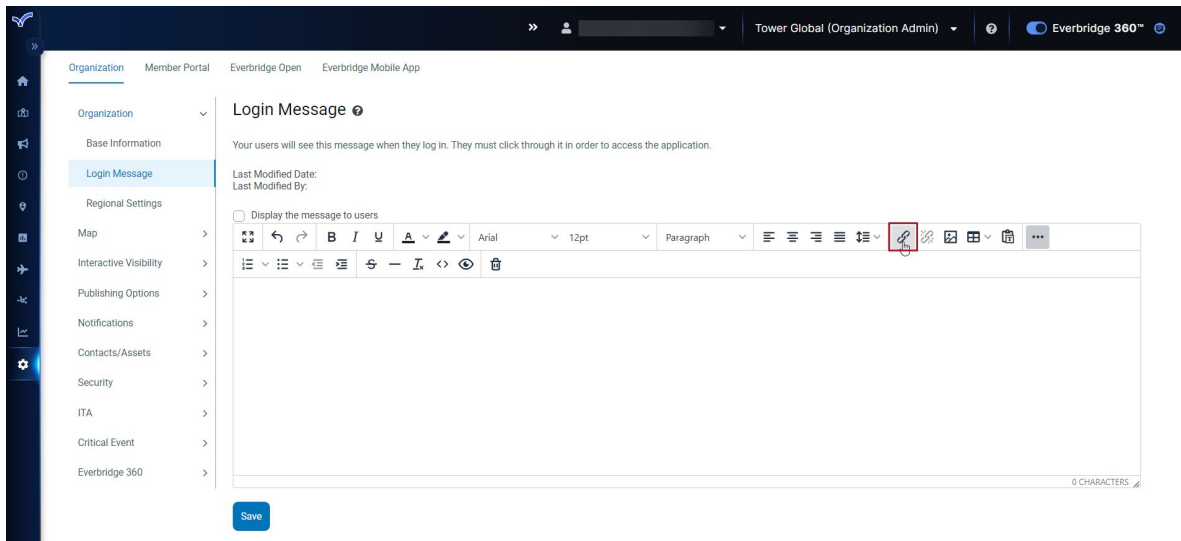 Tower Global (Organization Admin)
Everbridge 360™
Organization Member Portal Everbridge Open Everbridge Mobile App
Organization
Base Information
Login Message
Regional Settings
Map
Interactive Visibility
Publishing Options
Notifications
Contacts/Assets
Security
ITA
Critical Event
Everbridge 360
Login Message
Your users will see this message when they log in. They must click through it in order to access the application.
Last Modified Date:
Last Modified By:
Display the message to users
B I U A Arial 12pt Paragraph
0 CHARACTERS
Save